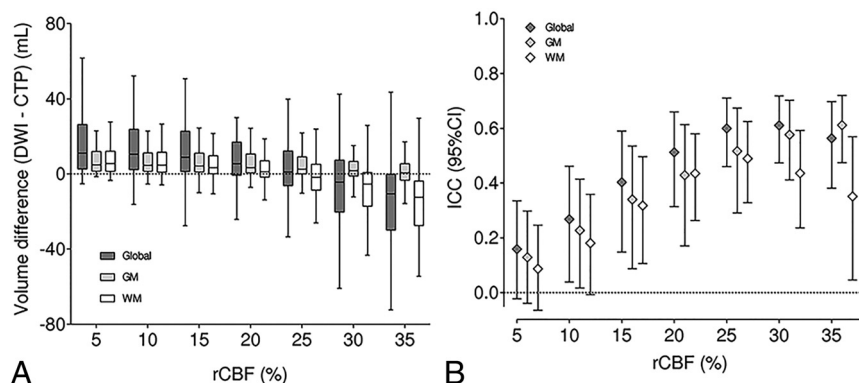 Volume difference (DWI - CTP) (mL)
80
40
0
-40
-80
Global
GM
WM
5 10 15 20 25 30 35
rCBF (%)
A
ICC (95%CI)
1.0
0.8
0.6
0.4
0.2
0.0
Global
GM
WM
5 10 15 20 25 30 35
rCBF (%)
B